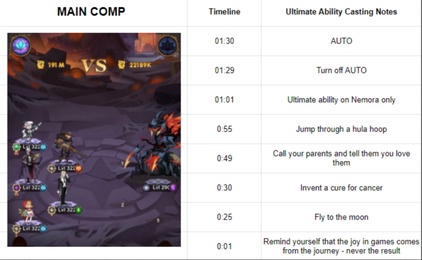 MAIN COMP
Timeline
Ultimate Ability Casting Notes
191 M
VS
22189K
01:30
AUTO
01:29
Turn off AUTO
01:01
Ultimate ability on Nemora only
0:55
Jump through a hula hoop
0:49
Call your parents and tell them you love
them
0:30
Invent a cure for cancer
0:25
Fly to the moon
0:01
Remind yourself that the joy in games comes
from the journey - never the result